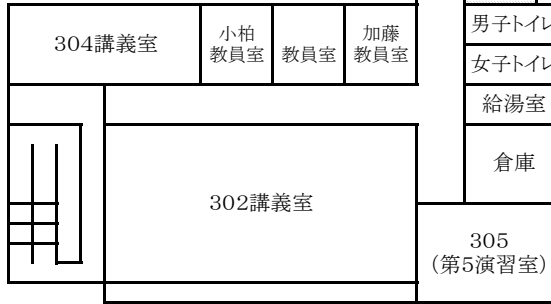 304講義室
小柏
教員室
教員室
加藤
教員室
男子トイレ
女子トイレ
給湯室
倉庫
302講義室
305
(第5演習室)